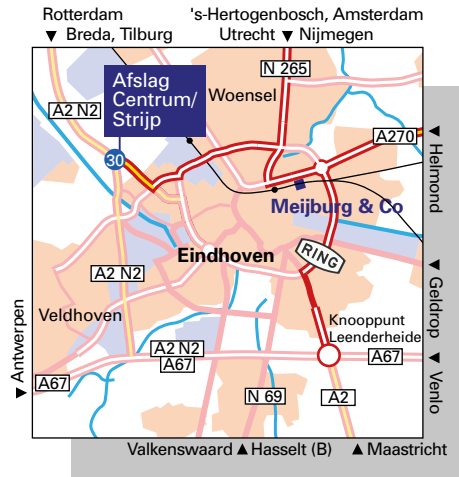 Rotterdam
▼ Breda, Tilburg
's-Hertogenbosch, Amsterdam
Utrecht ▼ Nijmegen
N 265
Afslag
Centrum/
Strijp
Woensel
A2 N2
A270
30
Helmond
Meijburg & Co
Eindhoven
RING
A2 N2
Geldrop
Veldhoven
Knooppunt
Leenderheide
A2 N2
A67
A67
Venlo
Antwerpen
A67
N 69
A2
Valkenswaard ▲ Hasselt (B)
▲ Maastricht